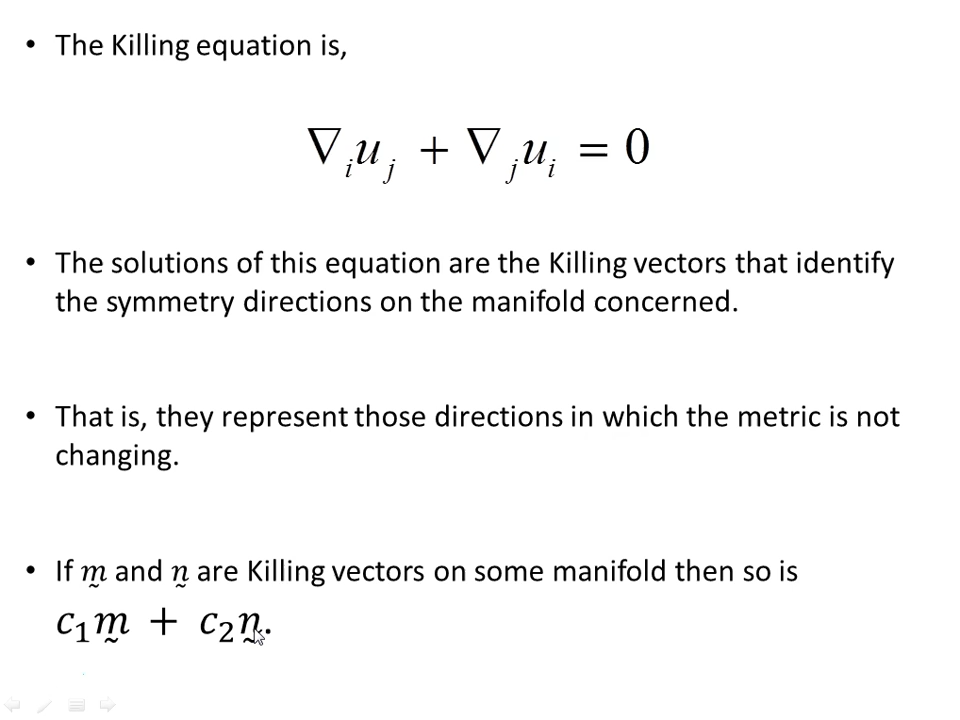 • The Killing equation is,
∇ᵢuⱼ + ∇ⱼuᵢ = 0
• The solutions of this equation are the Killing vectors that identify
the symmetry directions on the manifold concerned.
• That is, they represent those directions in which the metric is not
changing.
• If m̰ and n̰ are Killing vectors on some manifold then so is
c₁m̰ + c₂n̰.